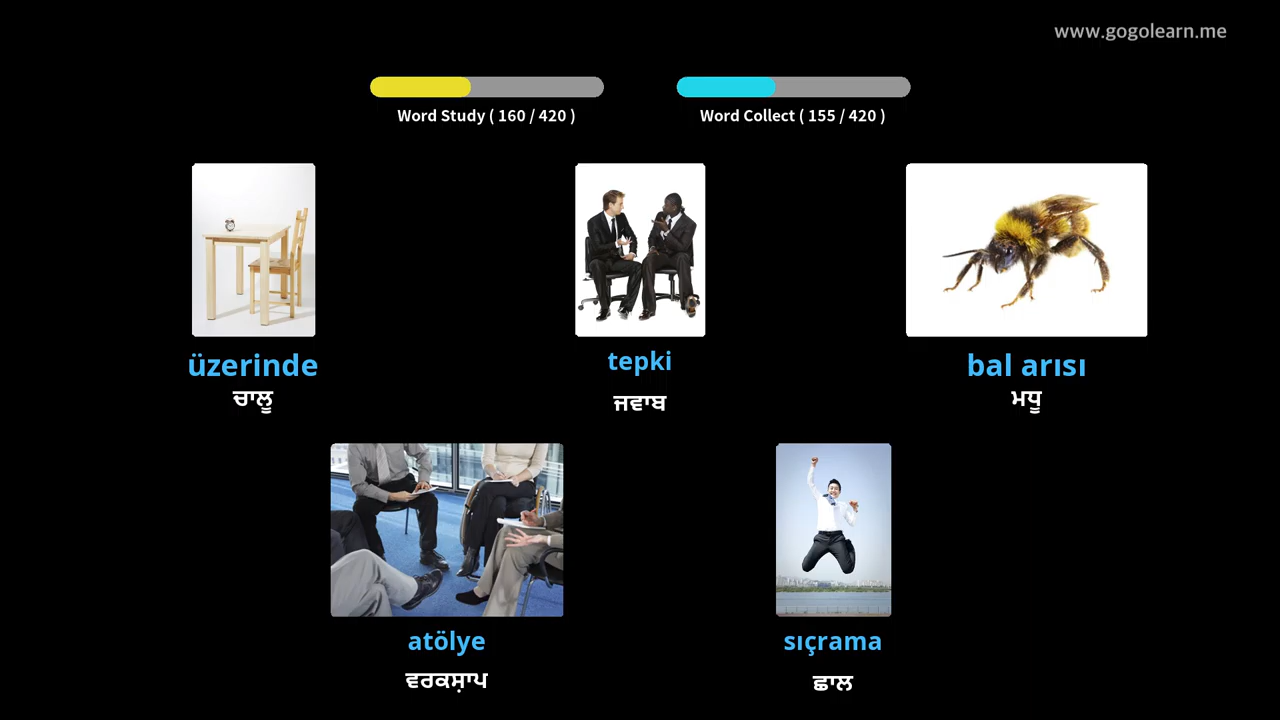 www.gogolearn.me
Word Study ( 160 / 420 )
Word Collect ( 155 / 420 )
üzerinde
ਚਾਲੂ
tepki
ਜਵਾਬ
bal arısı
ਮਧੂ
atölye
ਵਰਕਸ਼ਾਪ
sıçrama
ਛਾਲ